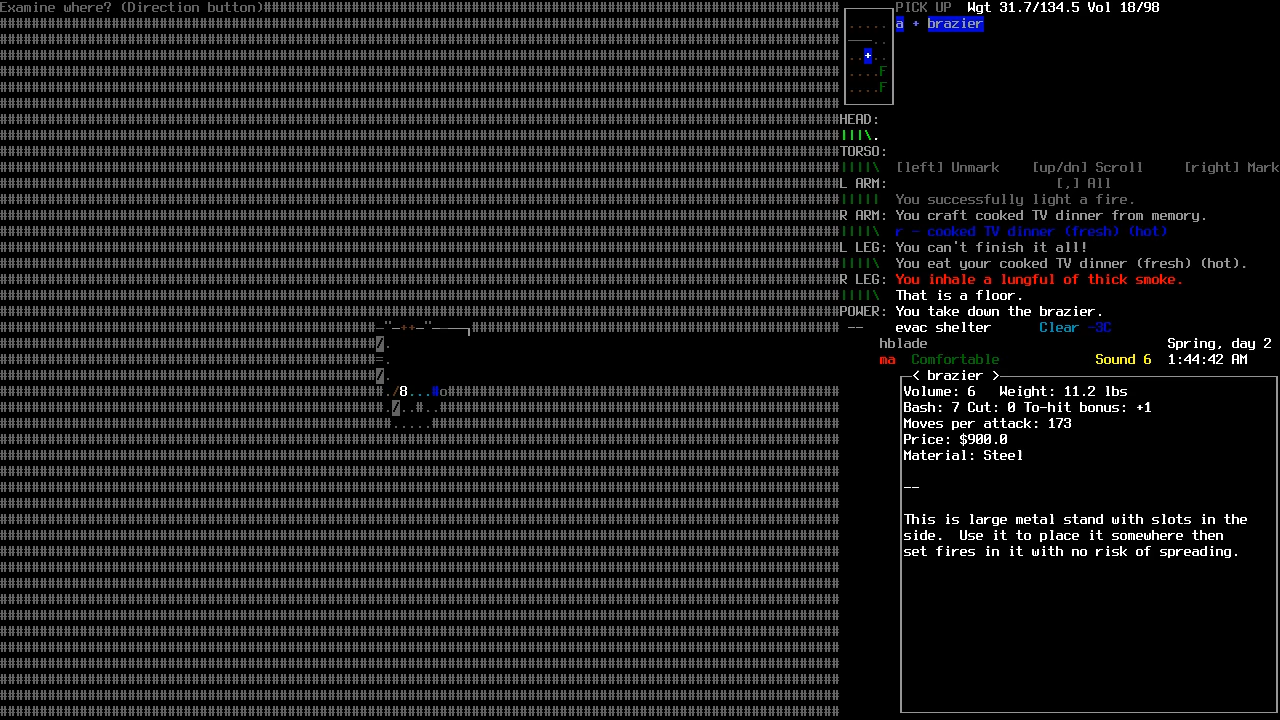 Examine where? (Direction button)
PICK UP Wgt 31.7/134.5 Vol 18/98
a + brazier
HEAD:
TORSO:
[left] Unmark [up/dn] Scroll [right] Mark
L ARM: [,] All
You successfully light a fire.
R ARM: You craft cooked TV dinner from memory.
r - cooked TV dinner (fresh) (hot)
L LEG: You can't finish it all!
You eat your cooked TV dinner (fresh) (hot).
R LEG: You inhale a lungful of thick smoke.
That is a floor.
POWER: You take down the brazier.
-- evac shelter Clear -3C
hblade Spring, day 2
ma Comfortable Sound 6 1:44:42 AM
< brazier >
Volume: 6 Weight: 11.2 lbs
Bash: 7 Cut: 0 To-hit bonus: +1
Moves per attack: 173
Price: $900.0
Material: Steel
--
This is large metal stand with slots in the
side. Use it to place it somewhere then
set fires in it with no risk of spreading.